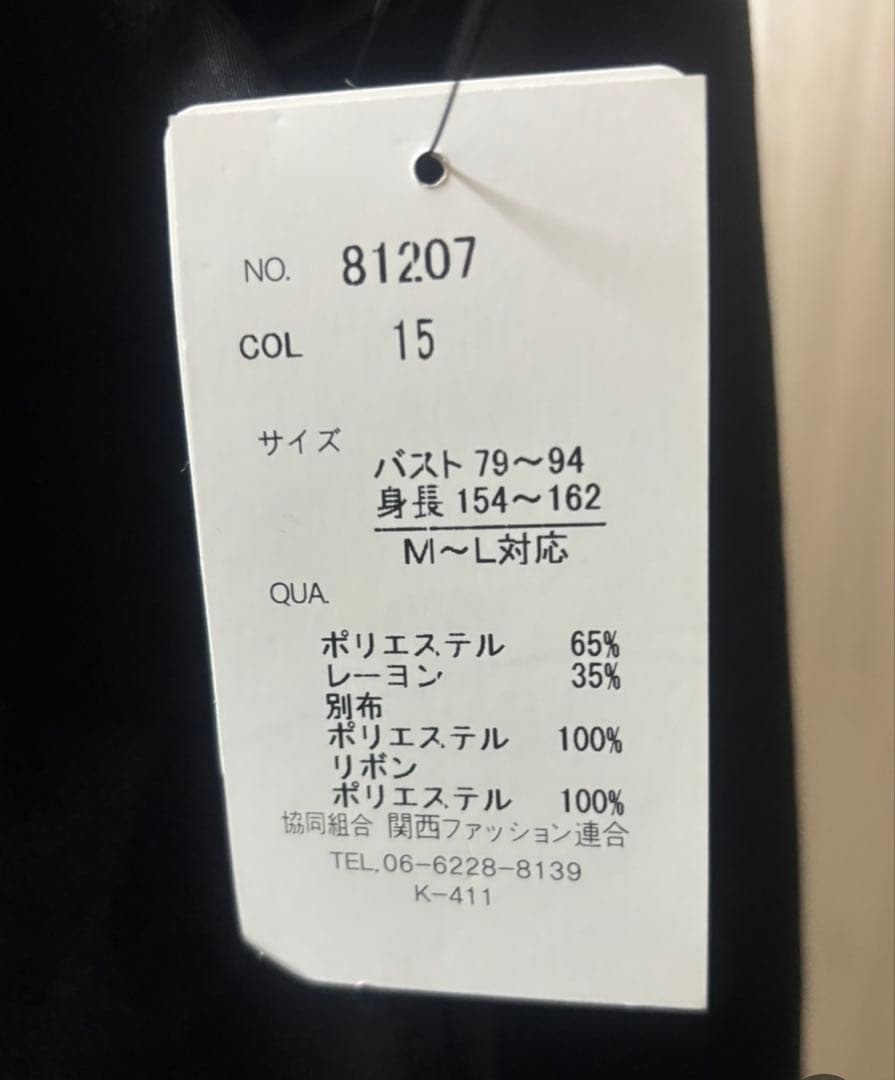 NO. 81207
COL 15
サイズ
バスト 79〜94
身長 154〜162
M〜L対応
QUA.
ポリエステル 65%
レーヨン 35%
別布
ポリエステル 100%
リボン
ポリエステル 100%
協同組合 関西ファッション連合
TEL.06-6228-8139
K-411